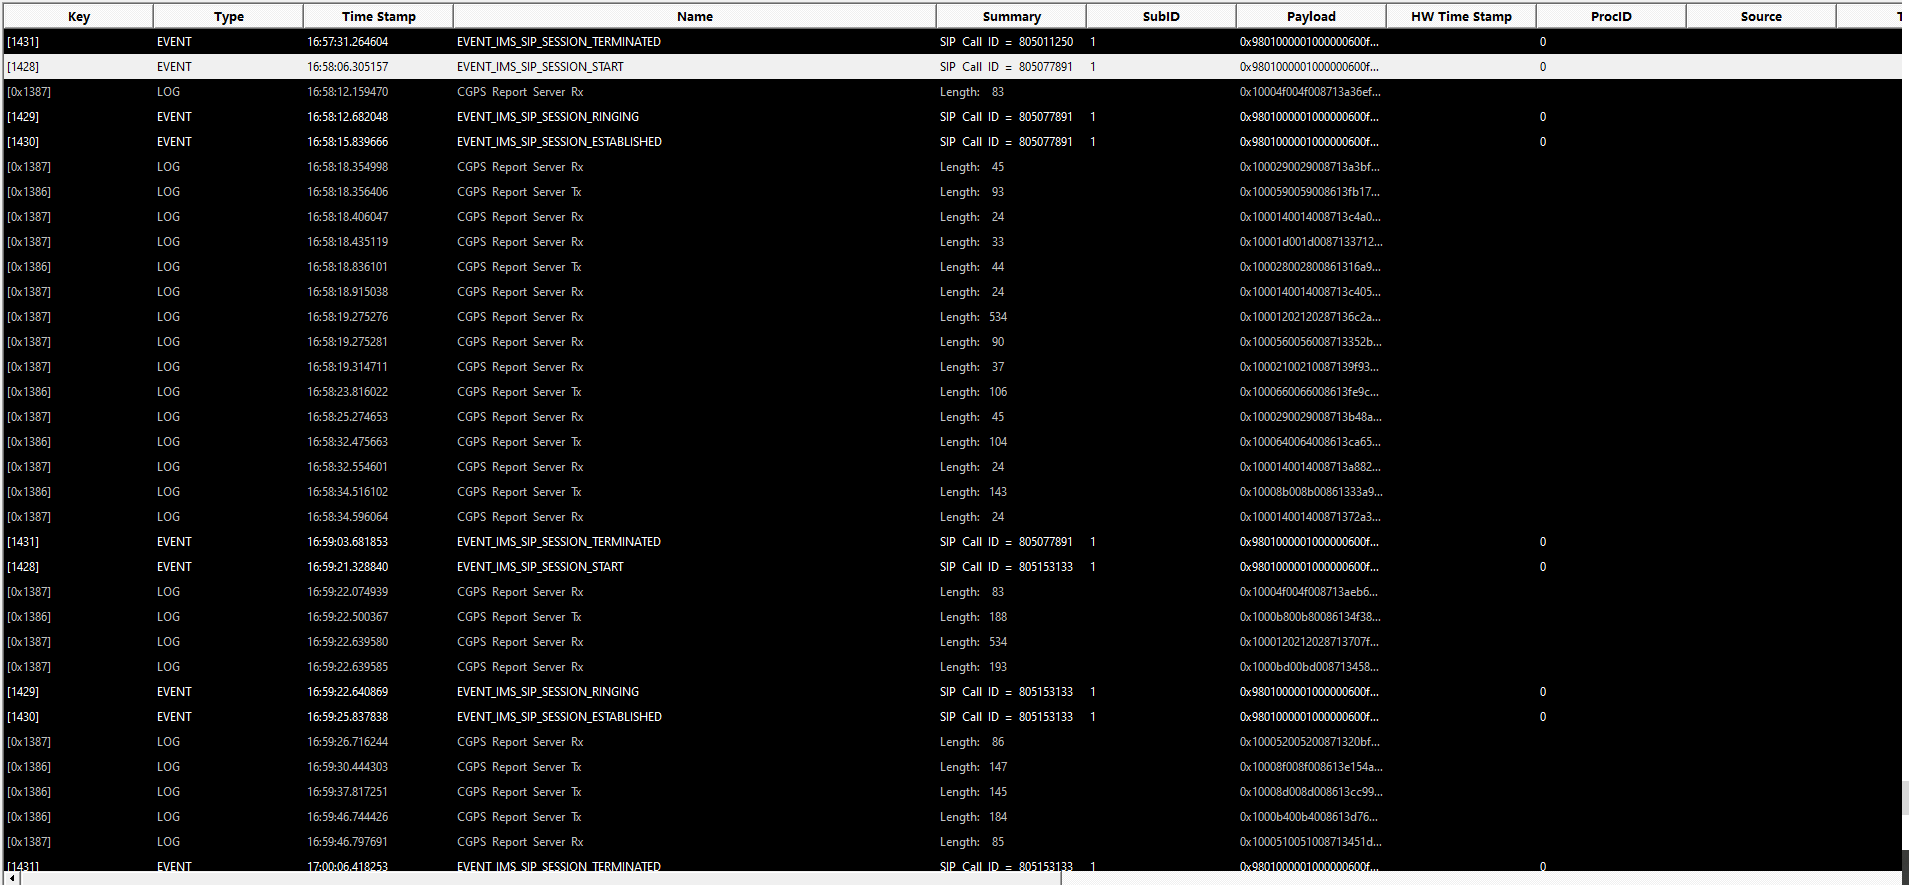 Key Type Time Stamp Name Summary SubID Payload HW Time Stamp ProcID Source
[1431] EVENT 16:57:31.264604 EVENT_IMS_SIP_SESSION_TERMINATED SIP Call ID = 805011250 1 0x9801000001000000600f... 0
[1428] EVENT 16:58:06.305157 EVENT_IMS_SIP_SESSION_START SIP Call ID = 805077891 1 0x9801000001000000600f... 0
[0x1387] LOG 16:58:12.159470 CGPS Report Server Rx Length: 83 0x10004f004f008713a36ef...
[1429] EVENT 16:58:12.682048 EVENT_IMS_SIP_SESSION_RINGING SIP Call ID = 805077891 1 0x9801000001000000600f... 0
[1430] EVENT 16:58:15.839666 EVENT_IMS_SIP_SESSION_ESTABLISHED SIP Call ID = 805077891 1 0x9801000001000000600f... 0
[0x1387] LOG 16:58:18.354998 CGPS Report Server Rx Length: 45 0x1000290029008713a3bf...
[0x1386] LOG 16:58:18.356406 CGPS Report Server Tx Length: 93 0x1000590059008613fb17...
[0x1387] LOG 16:58:18.406047 CGPS Report Server Rx Length: 24 0x1000140014008713c4a0...
[0x1387] LOG 16:58:18.435119 CGPS Report Server Rx Length: 33 0x10001d001d0087133712...
[0x1386] LOG 16:58:18.836101 CGPS Report Server Tx Length: 44 0x100028002800861316a9...
[0x1387] LOG 16:58:18.915038 CGPS Report Server Rx Length: 24 0x1000140014008713c405...
[0x1387] LOG 16:58:19.275276 CGPS Report Server Rx Length: 534 0x10001202120287136c2a...
[0x1387] LOG 16:58:19.275281 CGPS Report Server Rx Length: 90 0x1000560056008713352b...
[0x1387] LOG 16:58:19.314711 CGPS Report Server Rx Length: 37 0x10002100210087139f93...
[0x1386] LOG 16:58:23.816022 CGPS Report Server Tx Length: 106 0x1000660066008613fe9c...
[0x1387] LOG 16:58:25.274653 CGPS Report Server Rx Length: 45 0x1000290029008713b48a...
[0x1386] LOG 16:58:32.475663 CGPS Report Server Tx Length: 104 0x1000640064008613ca65...
[0x1387] LOG 16:58:32.554601 CGPS Report Server Rx Length: 24 0x1000140014008713a882...
[0x1386] LOG 16:58:34.516102 CGPS Report Server Tx Length: 143 0x10008b008b00861333a9...
[0x1387] LOG 16:58:34.596064 CGPS Report Server Rx Length: 24 0x100014001400871372a3...
[1431] EVENT 16:59:03.681853 EVENT_IMS_SIP_SESSION_TERMINATED SIP Call ID = 805077891 1 0x9801000001000000600f... 0
[1428] EVENT 16:59:21.328840 EVENT_IMS_SIP_SESSION_START SIP Call ID = 805153133 1 0x9801000001000000600f... 0
[0x1387] LOG 16:59:22.074939 CGPS Report Server Rx Length: 83 0x10004f004f008713aeb6...
[0x1386] LOG 16:59:22.500367 CGPS Report Server Tx Length: 188 0x1000b800b80086134f38...
[0x1387] LOG 16:59:22.639580 CGPS Report Server Rx Length: 534 0x1000120212028713707f...
[0x1387] LOG 16:59:22.639585 CGPS Report Server Rx Length: 193 0x1000bd00bd008713458...
[1429] EVENT 16:59:22.640869 EVENT_IMS_SIP_SESSION_RINGING SIP Call ID = 805153133 1 0x9801000001000000600f... 0
[1430] EVENT 16:59:25.837838 EVENT_IMS_SIP_SESSION_ESTABLISHED SIP Call ID = 805153133 1 0x9801000001000000600f... 0
[0x1387] LOG 16:59:26.716244 CGPS Report Server Rx Length: 86 0x100052005200871320bf...
[0x1386] LOG 16:59:30.444303 CGPS Report Server Tx Length: 147 0x10008f008f008613e154a...
[0x1386] LOG 16:59:37.817251 CGPS Report Server Tx Length: 145 0x10008d008d008613cc99...
[0x1386] LOG 16:59:46.744426 CGPS Report Server Tx Length: 184 0x1000b400b4008613d76...
[0x1387] LOG 16:59:46.797691 CGPS Report Server Rx Length: 85 0x1000510051008713451d...
[1431] EVENT 17:00:06.418253 EVENT_IMS_SIP_SESSION_TERMINATED SIP Call ID = 805153133 1 0x9801000001000000600f... 0